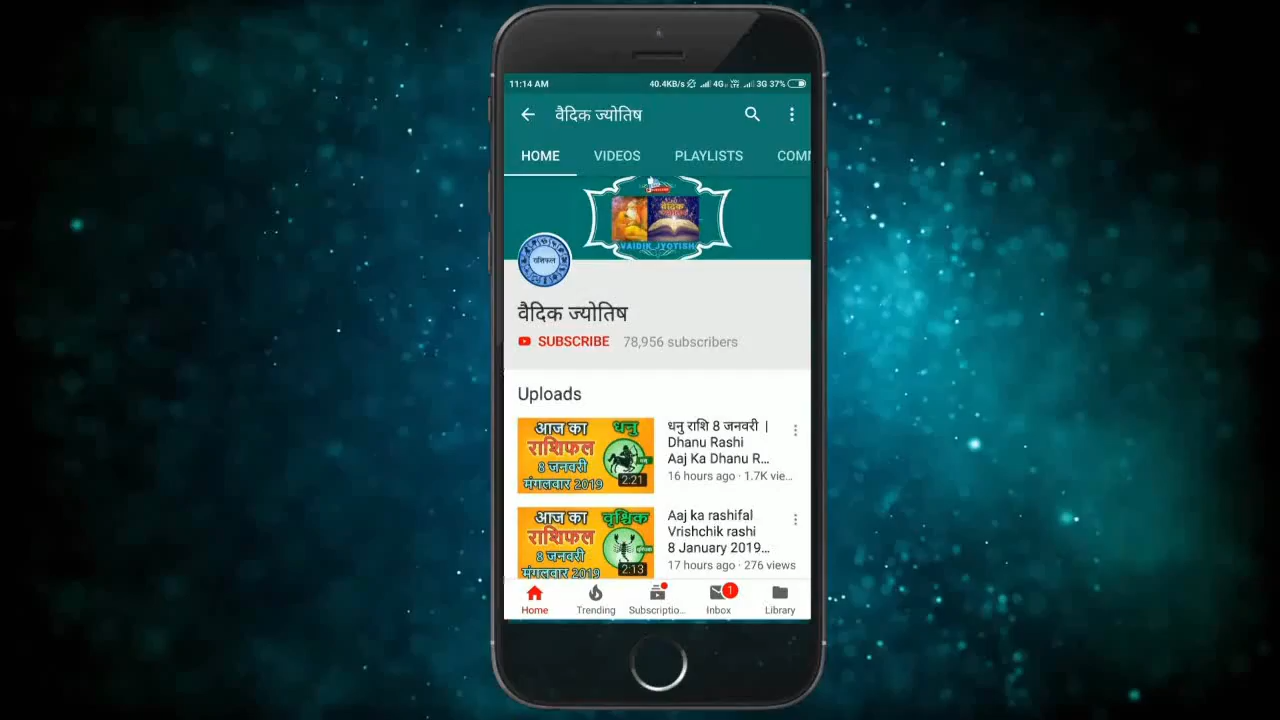 11:14 AM
40.4KB/s 4G 3G 37%
वैदिक ज्योतिष
HOME VIDEOS PLAYLISTS COMM
वैदिक
VAIDIK JYOTISH
राशिफल
वैदिक ज्योतिष
SUBSCRIBE 78,956 subscribers
Uploads
आज का धनु
राशिफल
8 जनवरी
मंगलवार 2019
2:21
धनु राशि 8 जनवरी |
Dhanu Rashi
Aaj Ka Dhanu R...
16 hours ago · 1.7K vie...
आज का वृश्चिक
राशिफल
8 जनवरी
मंगलवार 2019
2:13
Aaj ka rashifal
Vrishchik rashi
8 January 2019...
17 hours ago · 276 views
Home Trending Subscriptio... Inbox Library
1